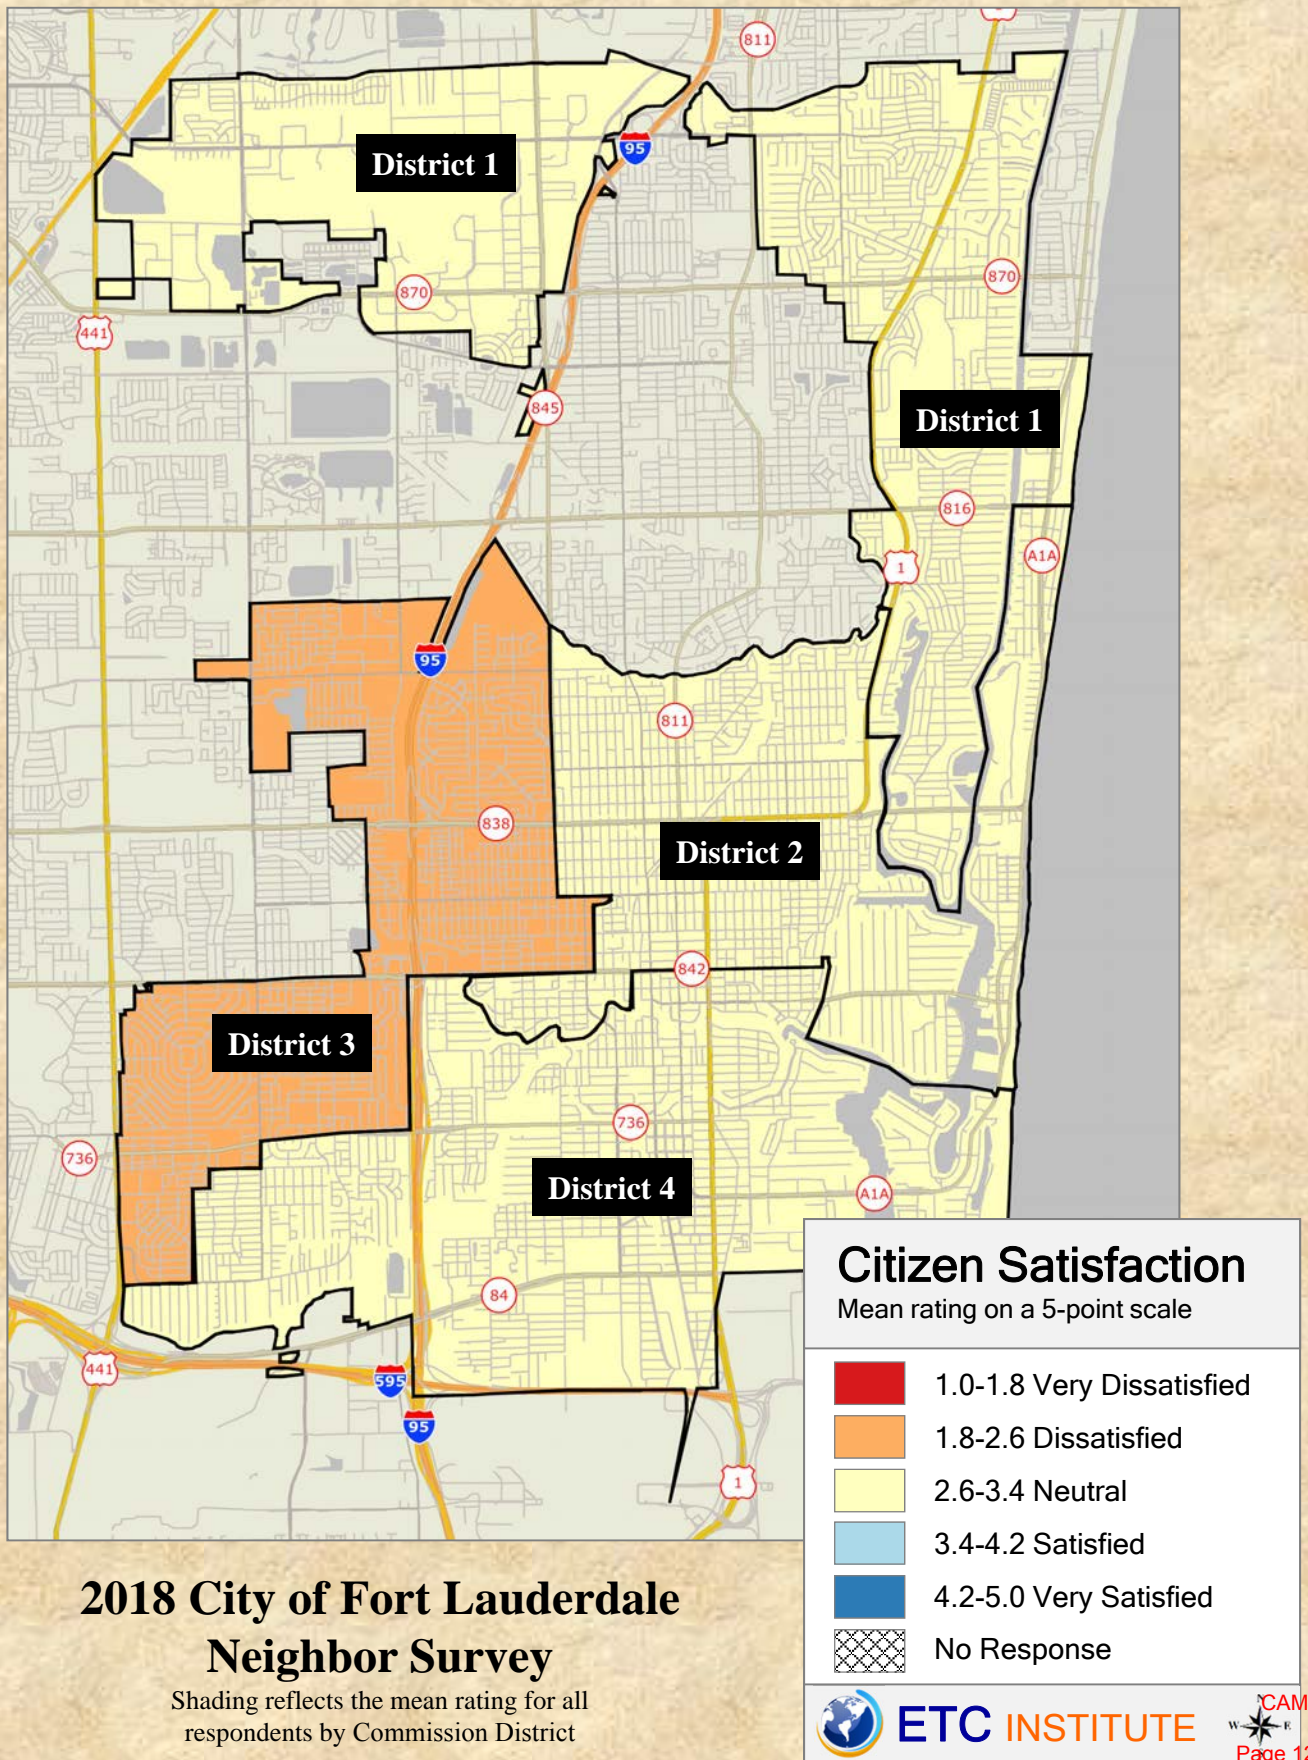 811
District 1
95
870
870
441
District 1
845
816
A1A
1
95
811
838
District 2
842
District 3
736
736
District 4
A1A
84
441
595
95
1
Citizen Satisfaction
Mean rating on a 5-point scale
1.0-1.8 Very Dissatisfied
1.8-2.6 Dissatisfied
2.6-3.4 Neutral
3.4-4.2 Satisfied
4.2-5.0 Very Satisfied
No Response
2018 City of Fort Lauderdale
Neighbor Survey
Shading reflects the mean rating for all
respondents by Commission District
ETC INSTITUTE
CAM
W E